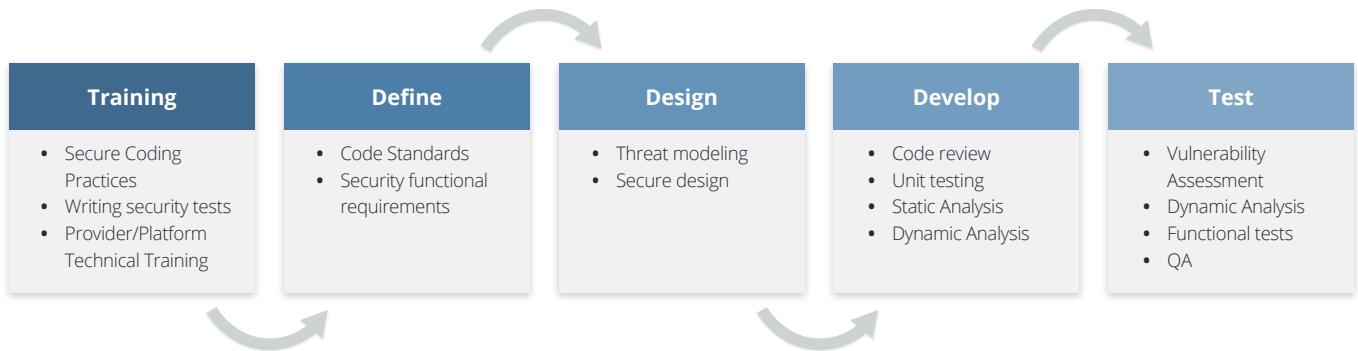 Training
• Secure Coding
Practices
• Writing security tests
• Provider/Platform
Technical Training
Define
• Code Standards
• Security functional
requirements
Design
• Threat modeling
• Secure design
Develop
• Code review
• Unit testing
• Static Analysis
• Dynamic Analysis
Test
• Vulnerability
Assessment
• Dynamic Analysis
• Functional tests
• QA